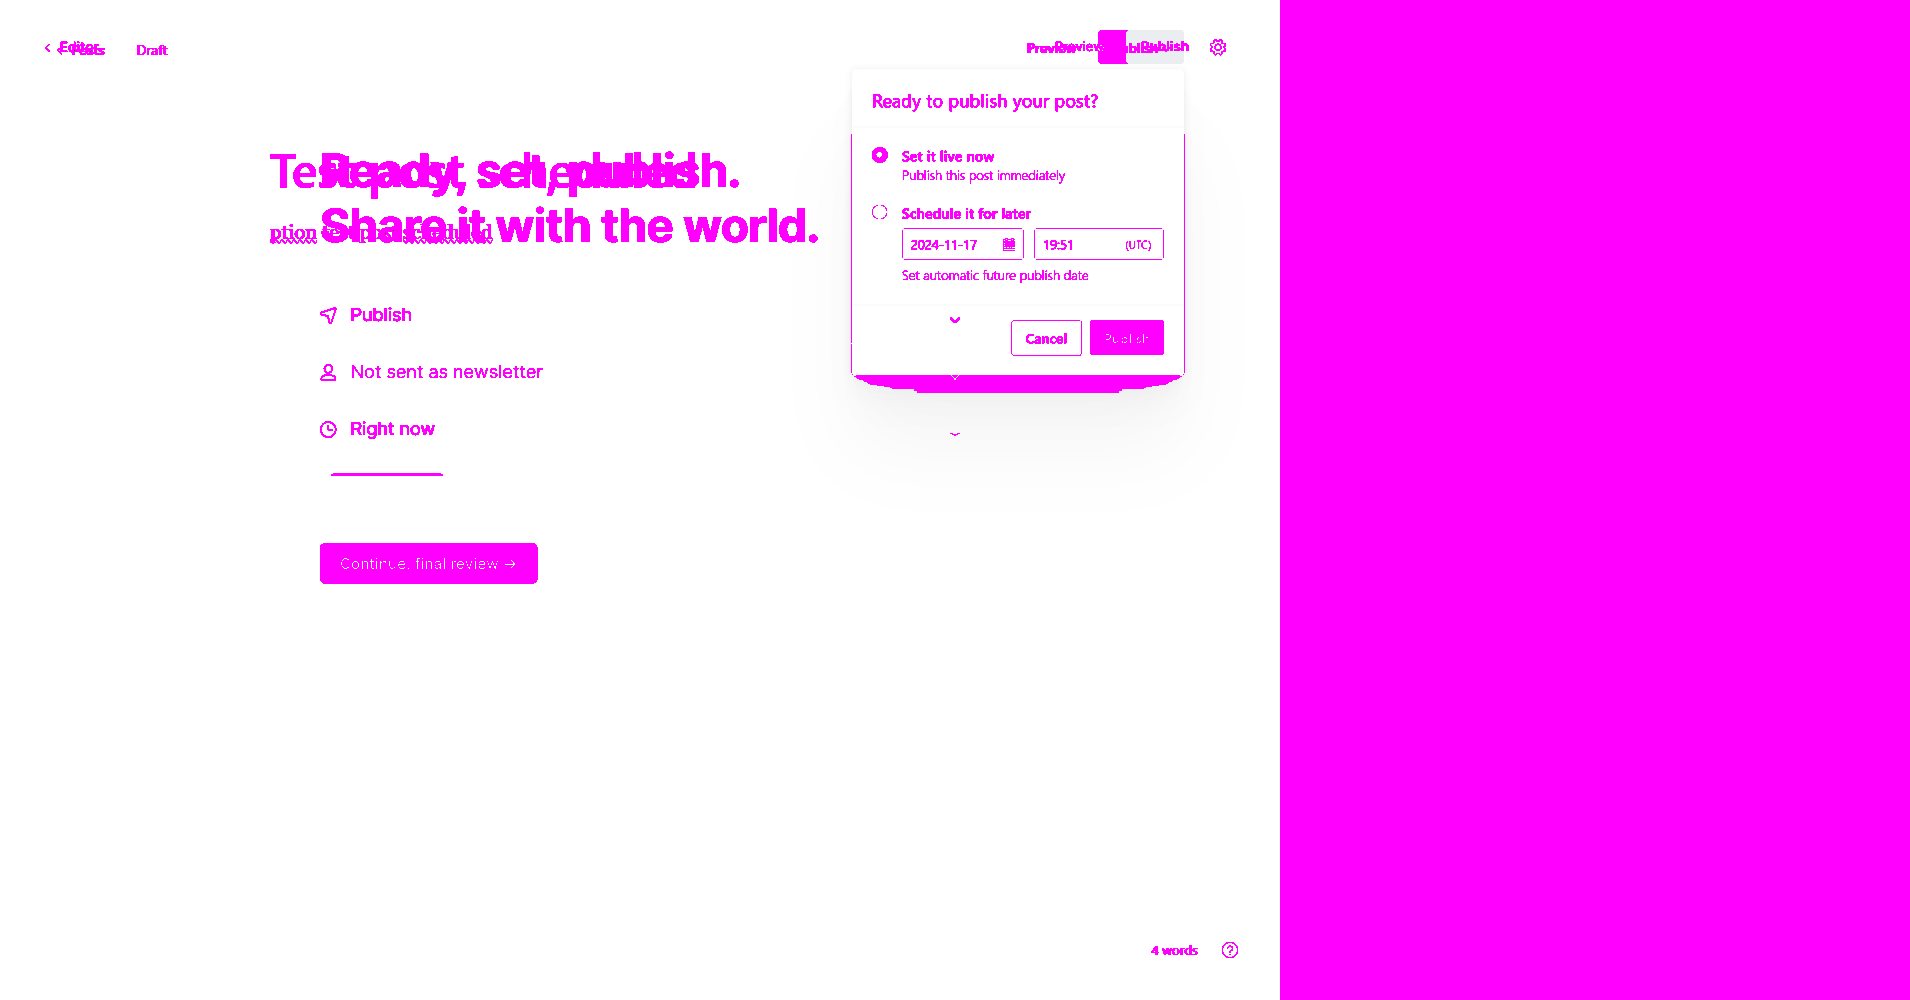 Editor
Posts
Draft
Preview
Preview
Publish
Ready to publish your post?
Set it live now
Publish this post immediately
Schedule it for later
2024-11-17
19:51
(UTC)
Set automatic future publish date
Cancel
Publish
Ready, set, publish.
Share it with the world.
Publish
Not sent as newsletter
Right now
Continue, final review →
4 words